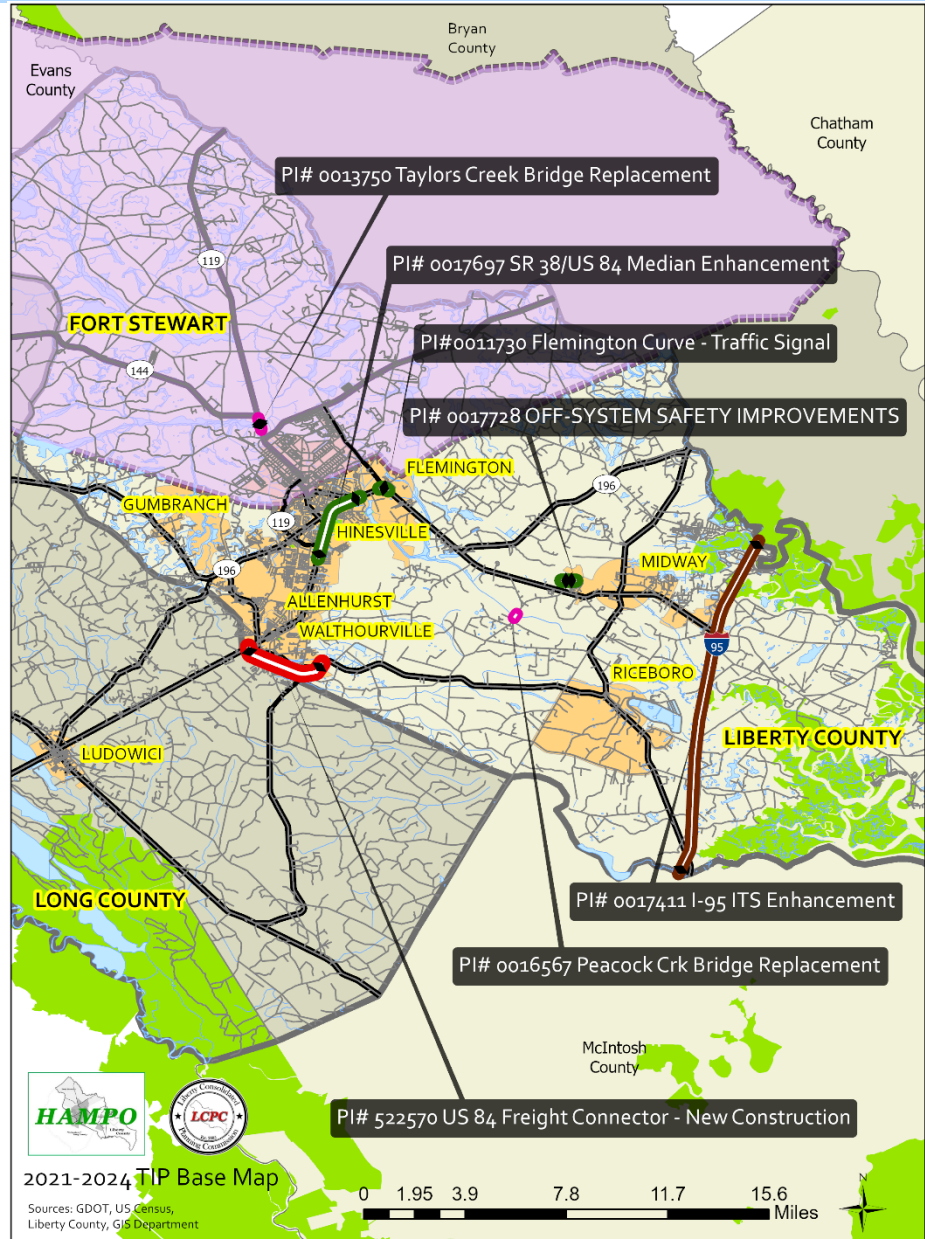 Bryan
County
Evans
County
Chatham
County
PI# 0013750 Taylors Creek Bridge Replacement
119
PI# 0017697 SR 38/US 84 Median Enhancement
FORT STEWART
PI#0011730 Flemington Curve - Traffic Signal
144
PI# 0017728 OFF-SYSTEM SAFETY IMPROVEMENTS
FLEMINGTON
196
GUMBRANCH
119
HINESVILLE
MIDWAY
196
ALLENHURST
WALTHOURVILLE
95
RICEBORO
LIBERTY COUNTY
LUDOWICI
LONG COUNTY
PI# 0017411 I-95 ITS Enhancement
PI# 0016567 Peacock Crk Bridge Replacement
McIntosh
County
HAMPO
Liberty Consolidated
LCPC
Planning Commission
PI# 522570 US 84 Freight Connector - New Construction
2021-2024 TIP Base Map
Sources: GDOT, US Census,
Liberty County, GIS Department
0 1.95 3.9 7.8 11.7 15.6
Miles
N